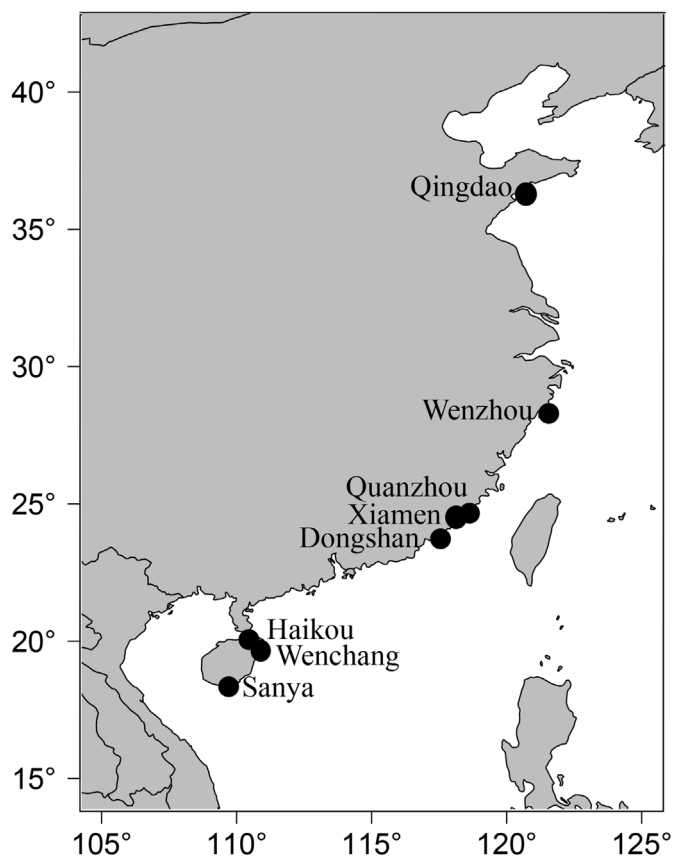 40°
Qingdao
35°
30°
Wenzhou
Quanzhou
25°
Xiamen
Dongshan
Haikou
20°
Wenchang
Sanya
15°
105° 110° 115° 120° 125°